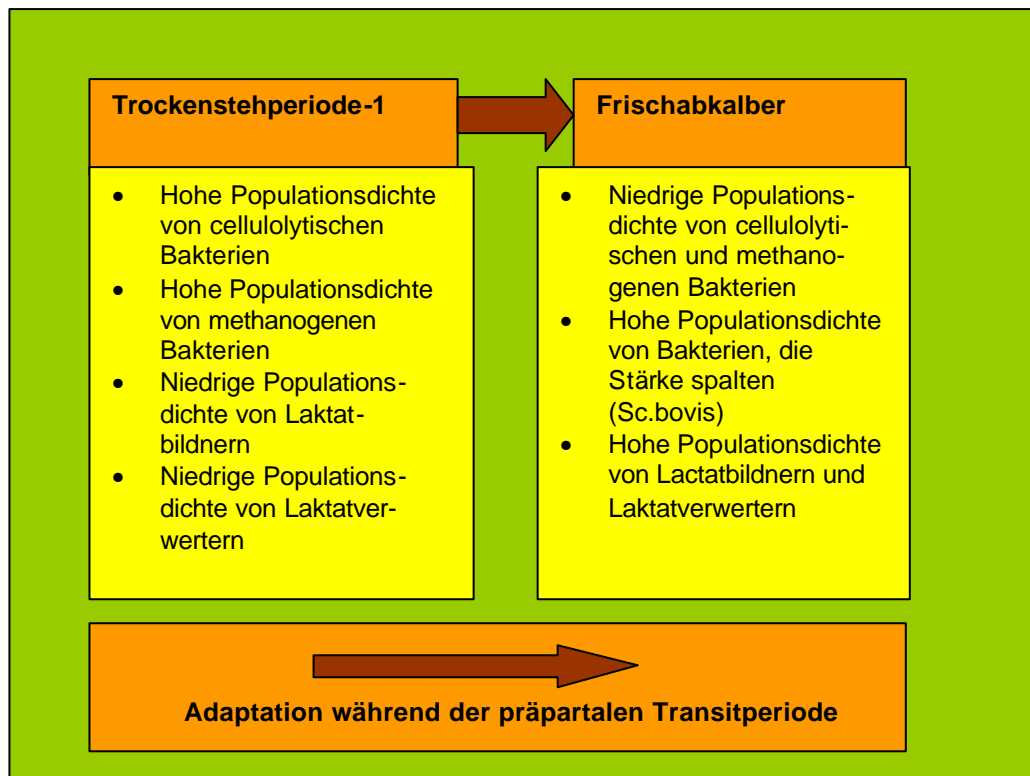 Trockenstehperiode-1
Frischabkalber
• Hohe Populationsdichte
von cellulolytischen
Bakterien
• Hohe Populationsdichte
von methanogenen
Bakterien
• Niedrige Populations-
dichte von Laktat-
bildnern
• Niedrige Populations-
dichte von Laktatver-
wertern
• Niedrige Populations-
dichte von cellulolyti-
schen und methano-
genen Bakterien
• Hohe Populationsdichte
von Bakterien, die
Stärke spalten
(Sc.bovis)
• Hohe Populationsdichte
von Lactatbildnern und
Laktatverwertern
Adaptation während der präpartalen Transitperiode